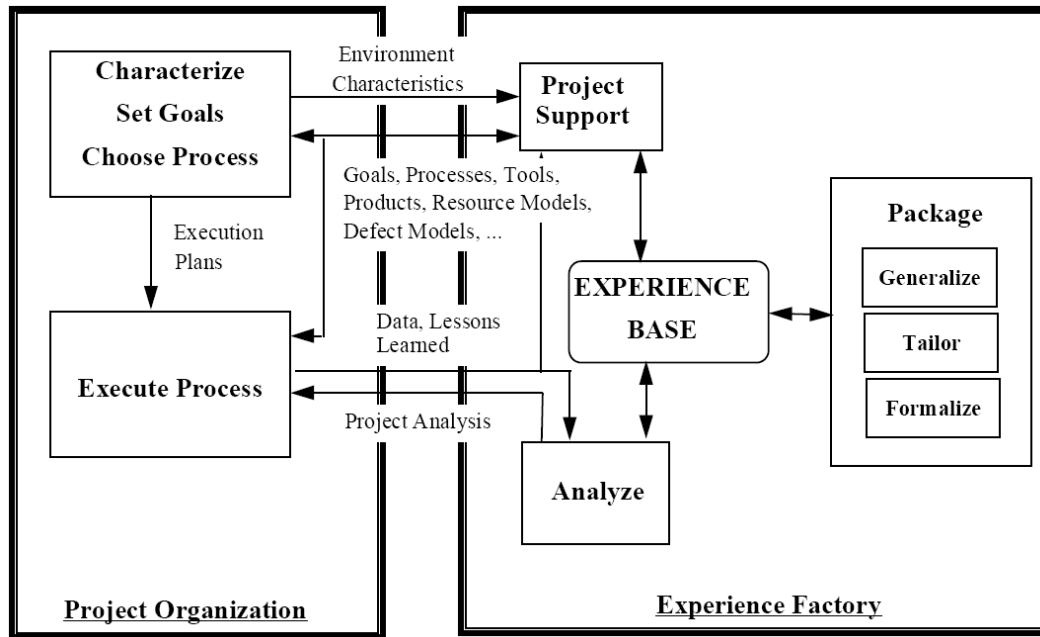 Characterize
Set Goals
Choose Process
Environment
Characteristics
Project
Support
Goals, Processes, Tools,
Products, Resource Models,
Defect Models, ...
Execution
Plans
Package
Generalize
Tailor
Formalize
EXPERIENCE
BASE
Data, Lessons
Learned
Execute Process
Project Analysis
Analyze
Project Organization
Experience Factory